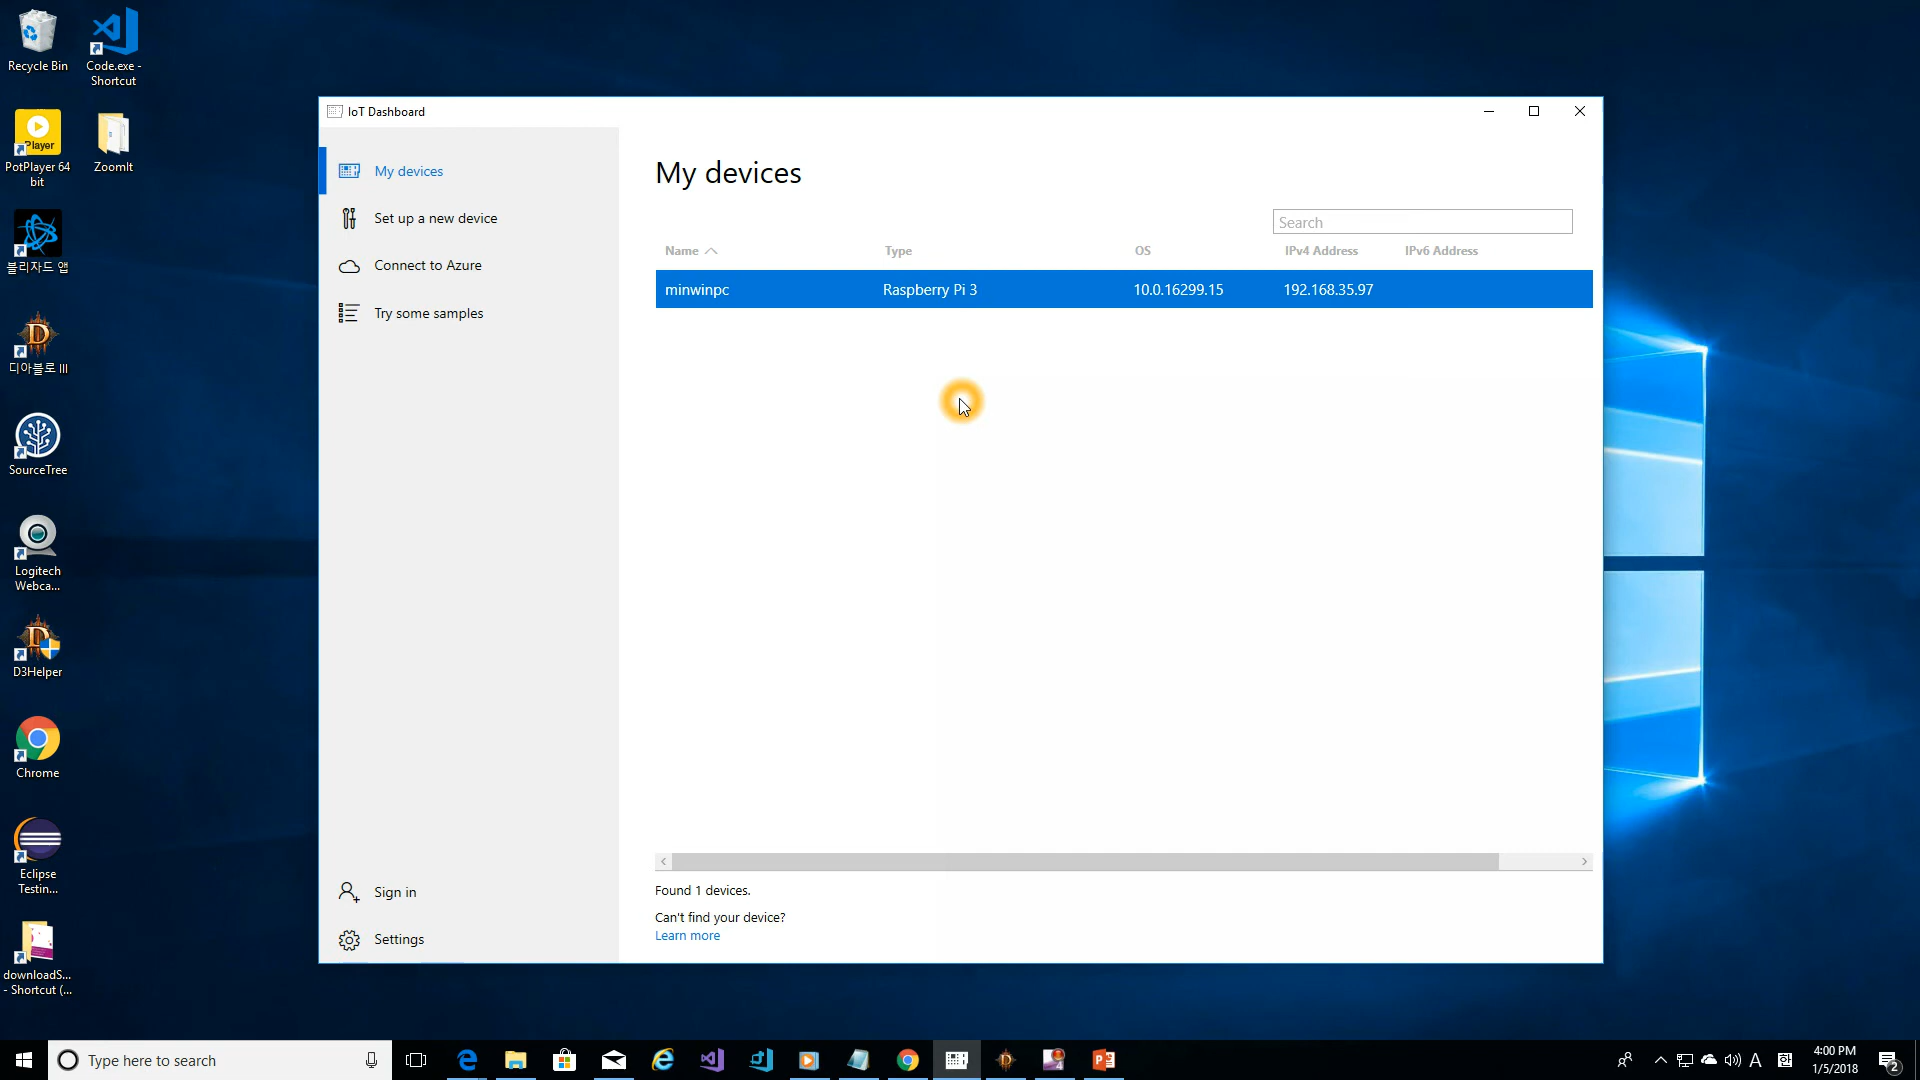 Recycle Bin
Code.exe -
Shortcut
Player
PotPlayer 64
bit
ZoomIt
블리자드 앱
디아블로 III
SourceTree
Logitech
Webca...
D3Helper
Chrome
Eclipse
Testin...
downloadS...
- Shortcut (...
IoT Dashboard
My devices
Set up a new device
Connect to Azure
Try some samples
Sign in
Settings
My devices
Search
Name Type OS IPv4 Address IPv6 Address
minwinpc Raspberry Pi 3 10.0.16299.15 192.168.35.97
Found 1 devices.
Can't find your device?
Learn more
Type here to search
A 한
4:00 PM
1/5/2018
2